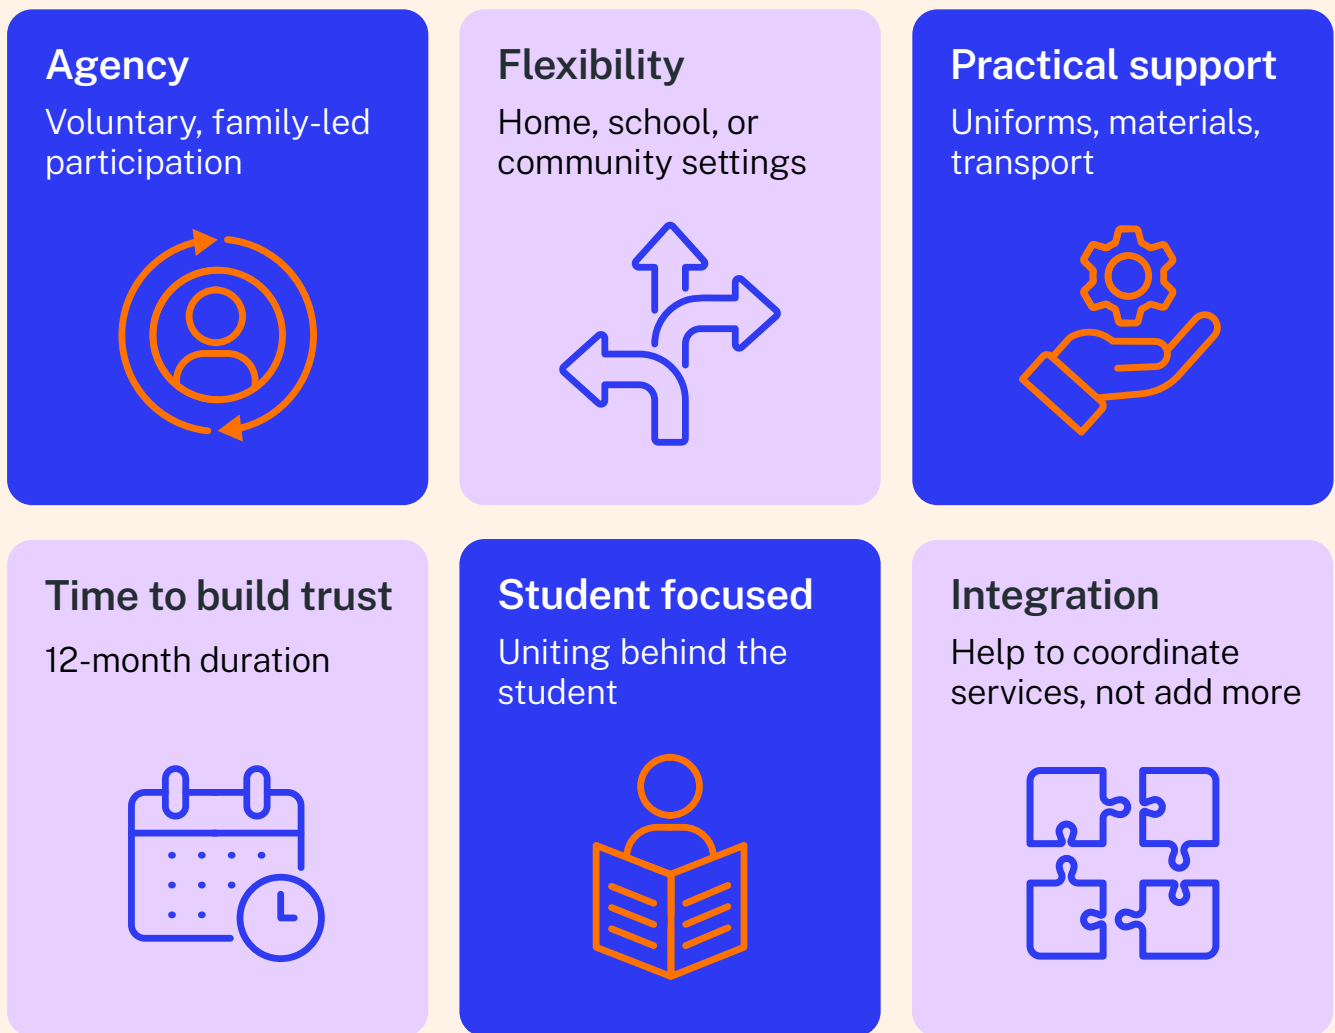 Agency
Voluntary, family-led
participation
Flexibility
Home, school, or
community settings
Practical support
Uniforms, materials,
transport
Time to build trust
12-month duration
Student focused
Uniting behind the
student
Integration
Help to coordinate
services, not add more